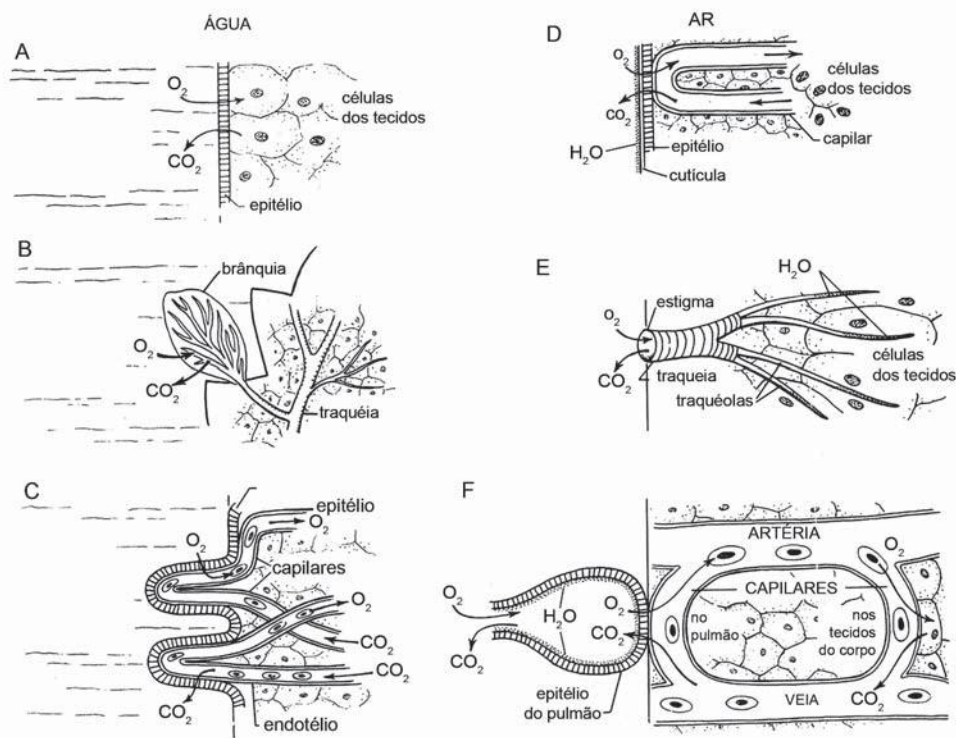 ÁGUA
A
O2
CO2
células
dos tecidos
epitélio
B
brânquia
O2
CO2
traquéia
C
epitélio
O2
O2
capilares
O2
CO2
CO2
CO2
endotélio
AR
D
O2
CO2
H2O
células
dos tecidos
capilar
epitélio
cutícula
E
H2O
estigma
O2
CO2
traqueia
traquéolas
células
dos tecidos
F
ARTÉRIA
O2
CAPILARES
O2
H2O
O2
CO2
no
pulmão
nos
tecidos
do corpo
CO2
CO2
VEIA
epitélio
do pulmão